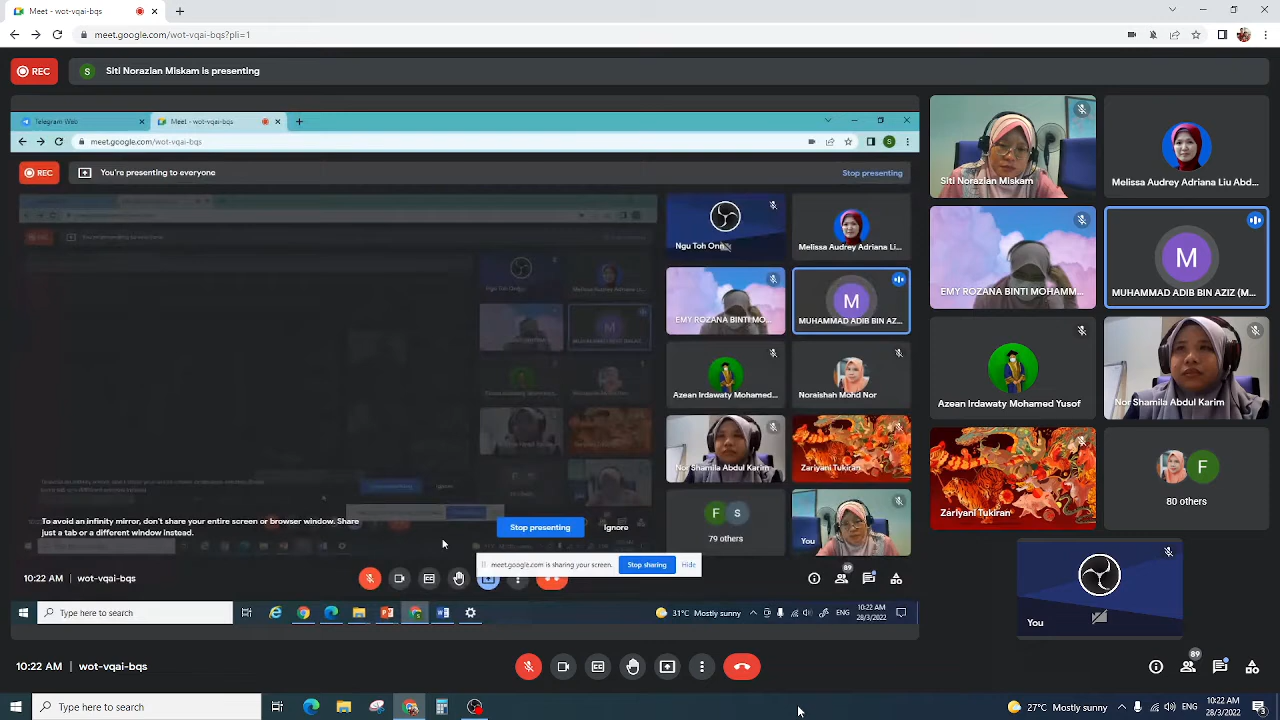 Meet - wot-vqai-bqs
meet.google.com/wot-vqai-bqs?pli=1
REC
S
Siti Norazian Miskam is presenting
Telegram Web
Meet - wot-vqai-bqs
meet.google.com/wot-vqai-bqs
S
REC
You're presenting to everyone
Stop presenting
Ngu Toh Ong
Melissa Audrey Adriana Li...
EMY ROZANA BINTI MO...
M
MUHAMMAD ADIB BIN AZ...
Azean Irdawaty Mohamed...
Noraishah Mohd Nor
Nor Shamila Abdul Karim
Zariyani Tukiran
F
S
79 others
You
To avoid an infinity mirror, don't share your entire screen or browser window. Share
just a tab or a different window instead.
Stop presenting
Ignore
meet.google.com is sharing your screen.
Stop sharing
Hide
10:22 AM | wot-vqai-bqs
89
Type here to search
31°C Mostly sunny
ENG
10:22 AM
28/3/2022
Siti Norazian Miskam
Melissa Audrey Adriana Liu Abd...
EMY ROZANA BINTI MOHAMM...
M
MUHAMMAD ADIB BIN AZIZ (M...
Azean Irdawaty Mohamed Yusof
Nor Shamila Abdul Karim
Zariyani Tukiran
F
80 others
You
10:22 AM | wot-vqai-bqs
89
Type here to search
27°C Mostly sunny
ENG
10:22 AM
28/3/2022